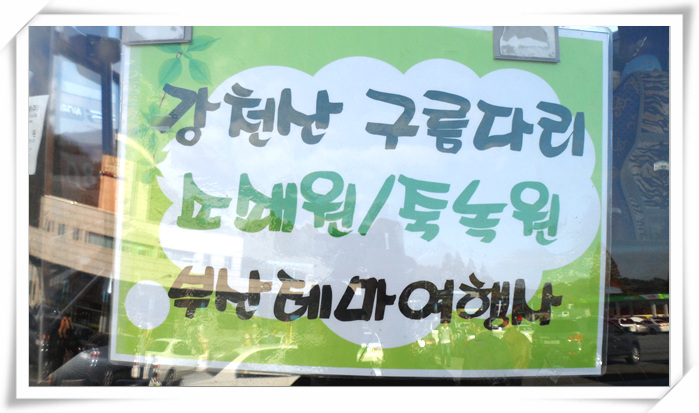 강천산 구름다리
소쇄원/죽녹원
부산테마여행사